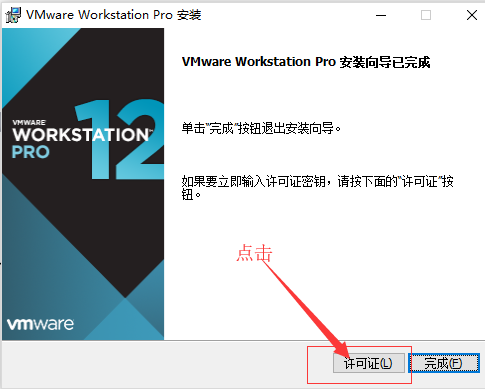 VMware Workstation Pro 安装
VMware Workstation Pro 安装向导已完成
VMWARE
WORKSTATION™
PRO
12
单击"完成"按钮退出安装向导。
如果要立即输入许可证密钥，请按下面的"许可证"按
钮。
点击
vmware
许可证(L)
完成(F)